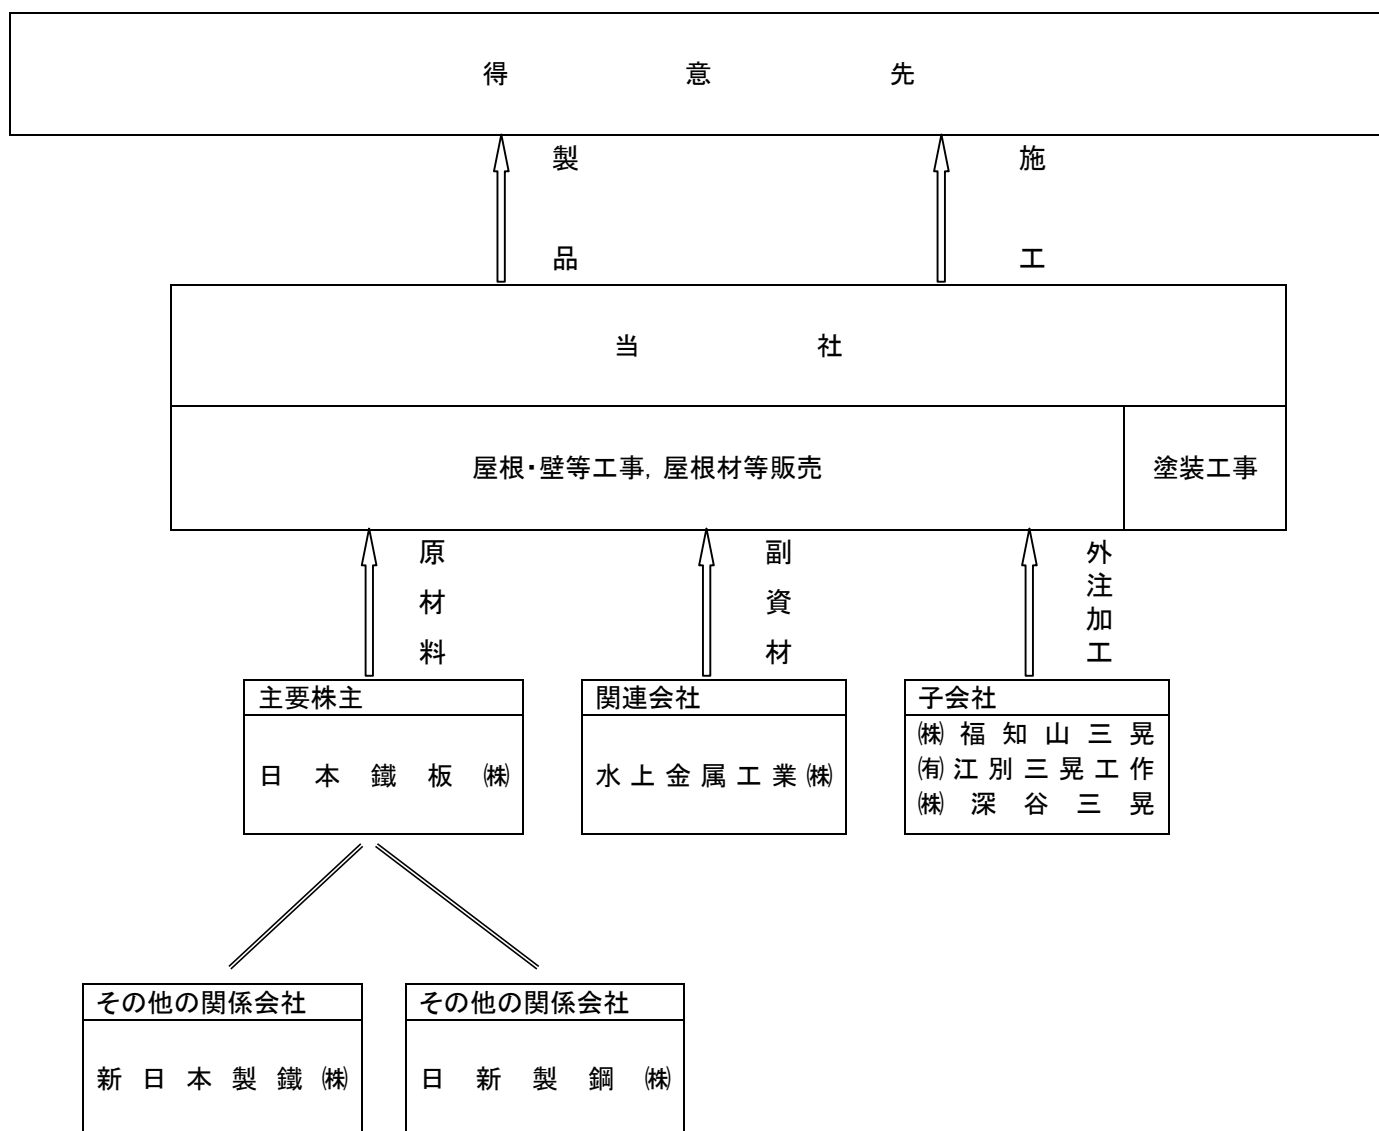 得意先
製品
施工
当社
屋根・壁等工事, 屋根材等販売
塗装工事
原材料
副資材
外注加工
主要株主
日本鐵板㈱
関連会社
水上金属工業㈱
子会社
㈱福知山三晃
㈲江別三晃工作
㈱深谷三晃
その他の関係会社
新日本製鐵㈱
その他の関係会社
日新製鋼㈱